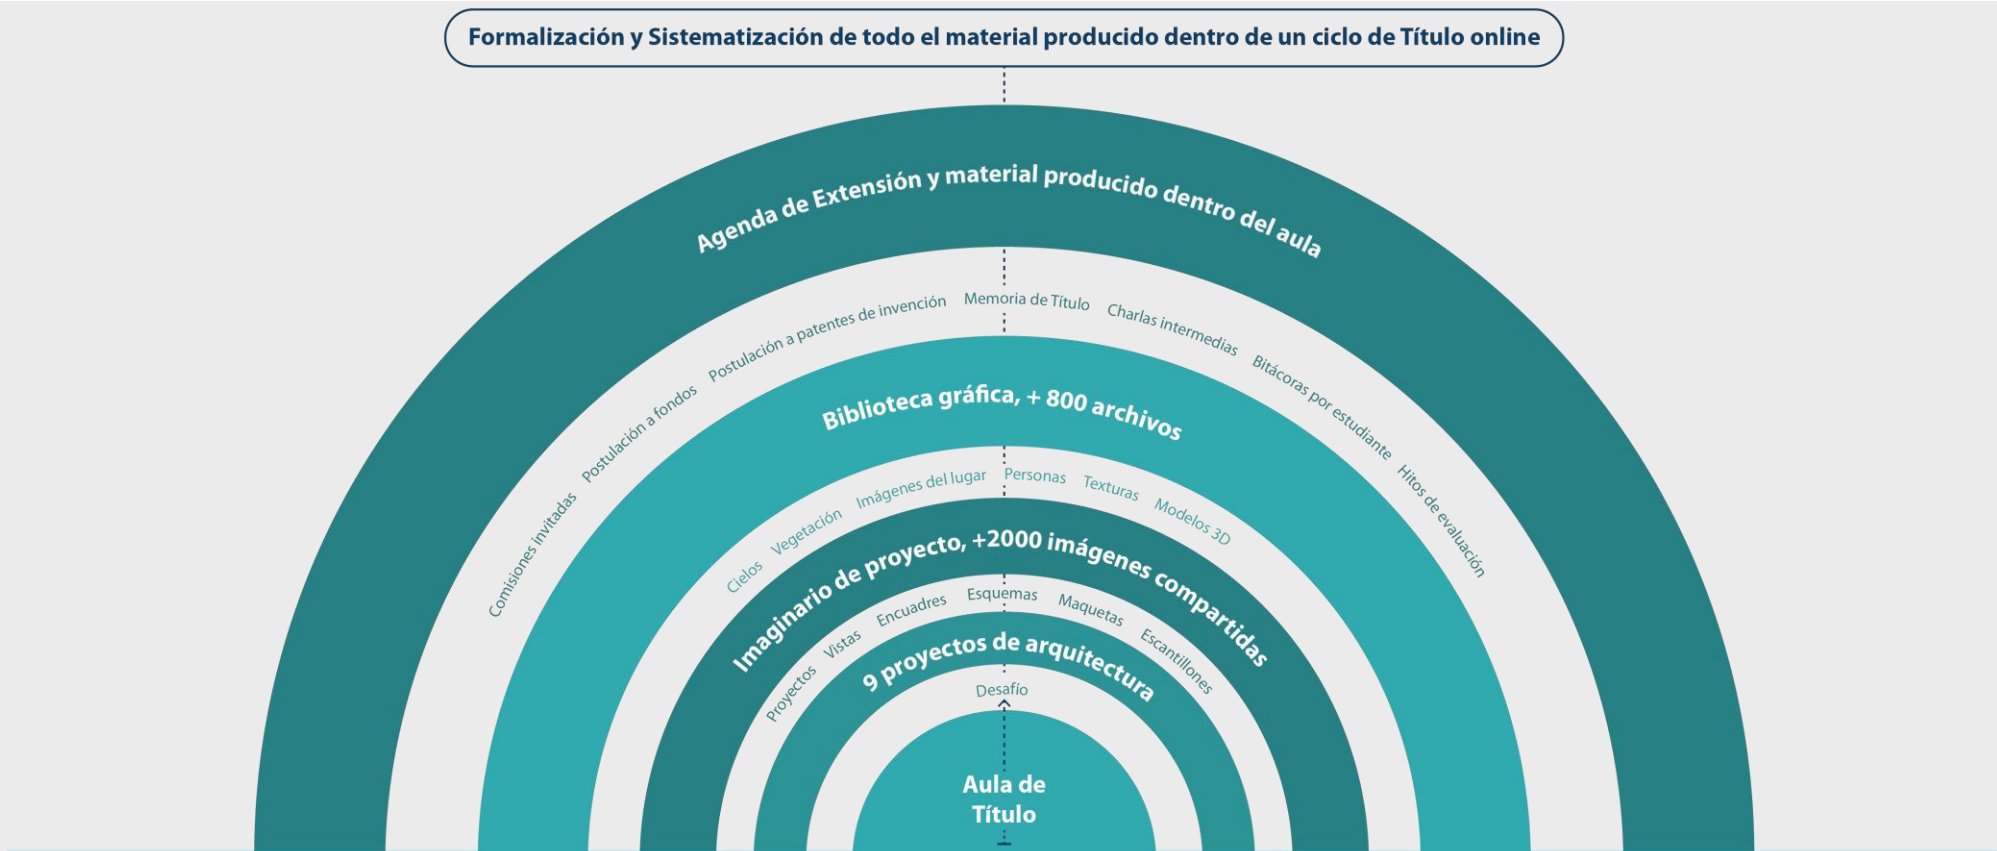 Formalización y Sistematización de todo el material producido dentro de un ciclo de Título online
Agenda de Extensión y material producido dentro del aula
Comisiones invitadas Postulación a fondos Postulación a patentes de invención Memoria de Título Charlas intermedias Bitácoras por estudiante Hitos de evaluación
Biblioteca gráfica, + 800 archivos
Cielos Vegetación Imágenes del lugar Personas Texturas Modelos 3D
Imaginario de proyecto, +2000 imágenes compartidas
Proyectos Vistas Encuadres Esquemas Maquetas Escantillones
9 proyectos de arquitectura
Desafío
Aula de
Título